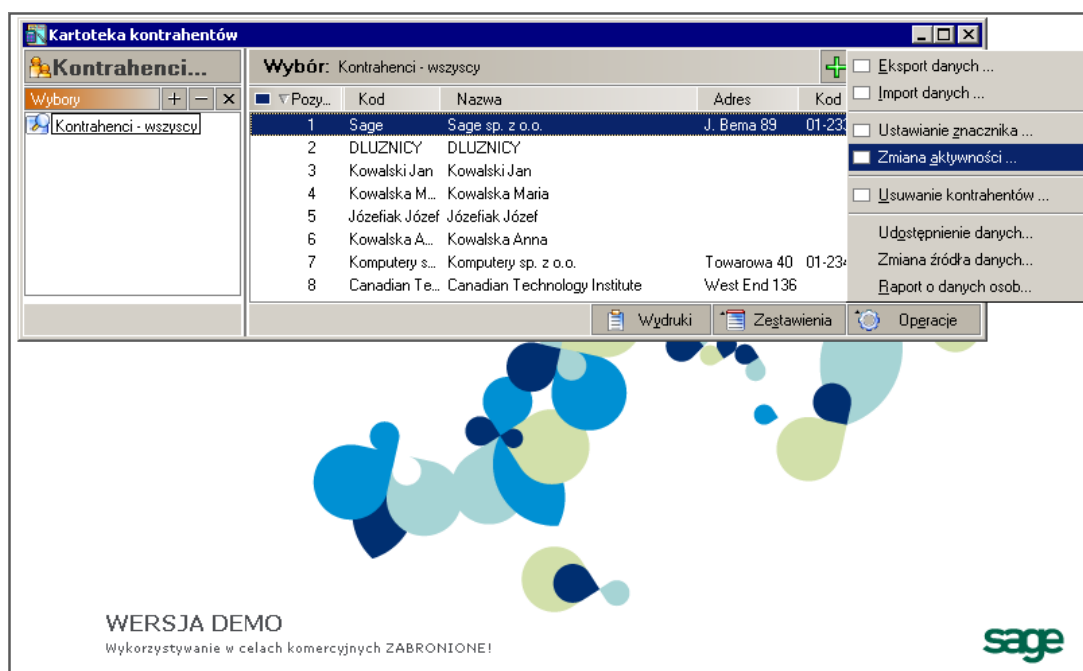 Kartoteka kontrahentów
Kontrahenci...
Wybór: Kontrahenci - wszyscy
Wybory
Kontrahenci - wszyscy
Pozy... Kod Nazwa Adres Kod
1 Sage Sage sp. z o.o. J. Bema 89 01-233
2 DLUZNICY DLUZNICY
3 Kowalski Jan Kowalski Jan
4 Kowalska M... Kowalska Maria
5 Józefiak Józef Józefiak Józef
6 Kowalska A... Kowalska Anna
7 Komputery s... Komputery sp. z o.o. Towarowa 40 01-234
8 Canadian Te... Canadian Technology Institute West End 136
Eksport danych ...
Import danych ...
Ustawianie znacznika ...
Zmiana aktywności ...
Usuwanie kontrahentów ...
Udostępnienie danych...
Zmiana źródła danych...
Raport o danych osob...
Wydruki Zestawienia Operacje
WERSJA DEMO
Wykorzystywanie w celach komercyjnych ZABRONIONE!
sage